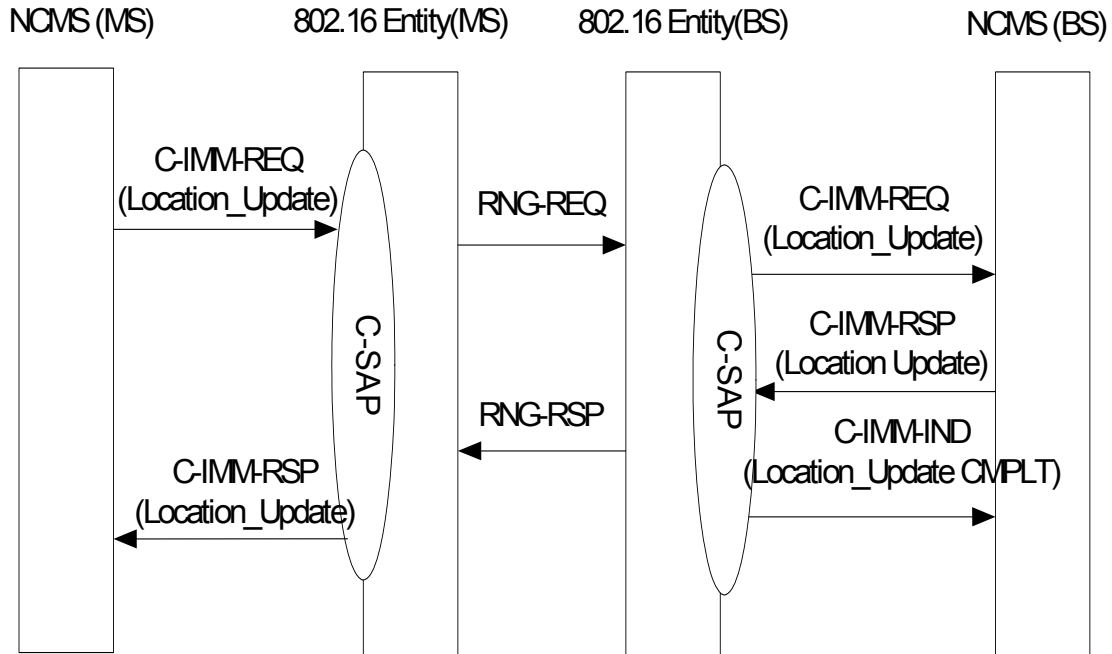 NCMS (MS)
802.16 Entity(MS)
802.16 Entity(BS)
NCMS (BS)
C-IMM-REQ
(Location_Update)
RNG-REQ
C-IMM-REQ
(Location_Update)
C-SAP
C-SAP
C-IMM-RSP
(Location Update)
RNG-RSP
C-IMM-IND
(Location_Update CMPLT)
C-IMM-RSP
(Location_Update)